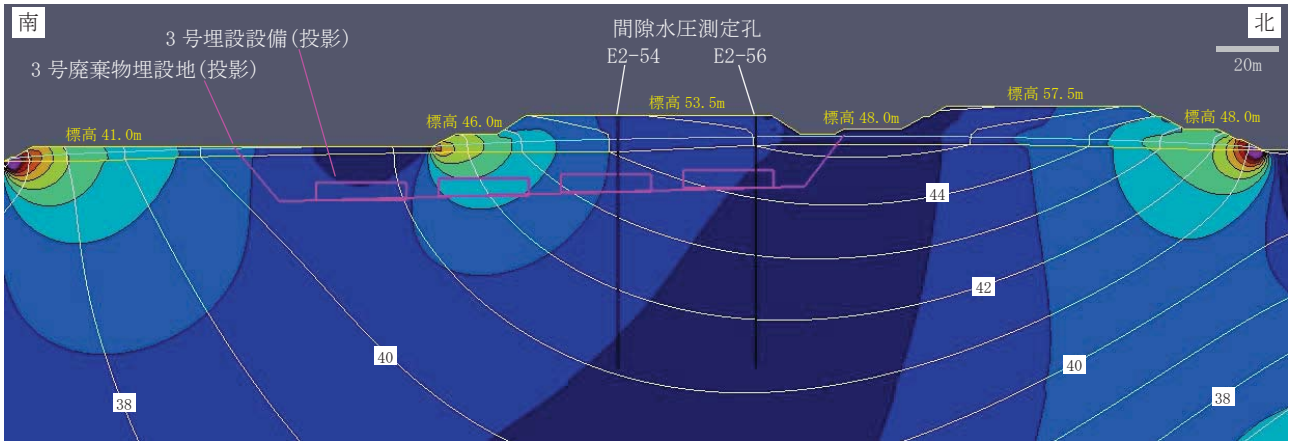 南
北
3号埋設設備(投影)
3号廃棄物埋設地(投影)
間隙水圧測定孔
E2-54
E2-56
20m
標高 41.0m
標高 46.0m
標高 53.5m
標高 48.0m
標高 57.5m
標高 48.0m
44
42
40
40
38
38